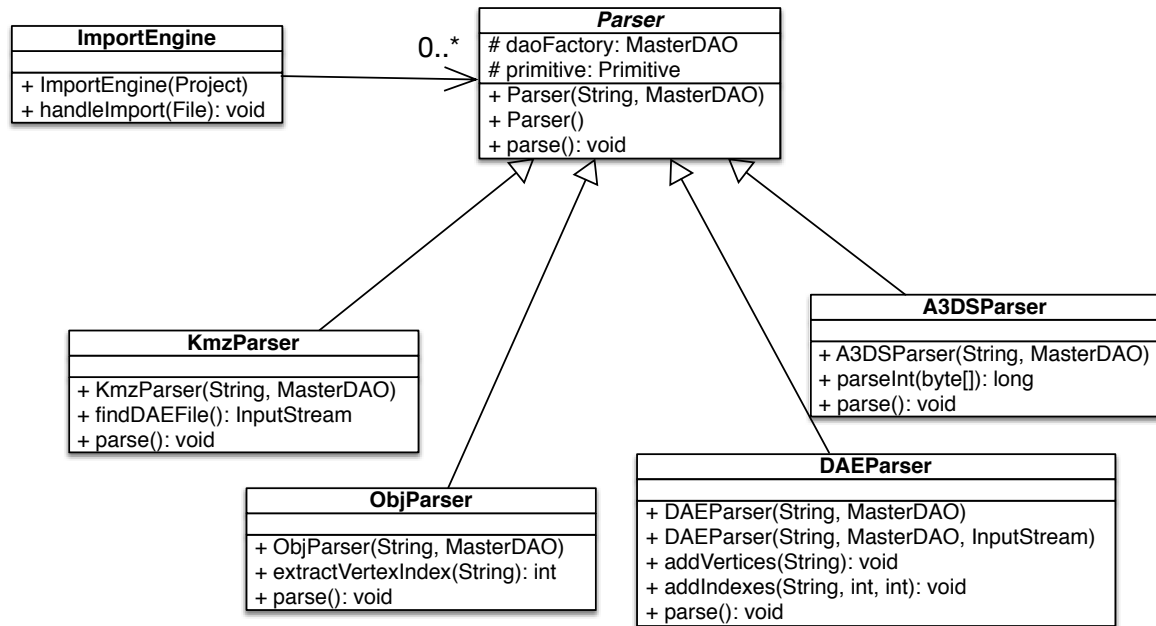 ImportEngine
+ ImportEngine(Project)
+ handleImport(File): void
0..*
Parser
# daoFactory: MasterDAO
# primitive: Primitive
+ Parser(String, MasterDAO)
+ Parser()
+ parse(): void
KmzParser
+ KmzParser(String, MasterDAO)
+ findDAEFile(): InputStream
+ parse(): void
ObjParser
+ ObjParser(String, MasterDAO)
+ extractVertexIndex(String): int
+ parse(): void
A3DSParser
+ A3DSParser(String, MasterDAO)
+ parseInt(byte[]): long
+ parse(): void
DAEParser
+ DAEParser(String, MasterDAO)
+ DAEParser(String, MasterDAO, InputStream)
+ addVertices(String): void
+ addIndexes(String, int, int): void
+ parse(): void